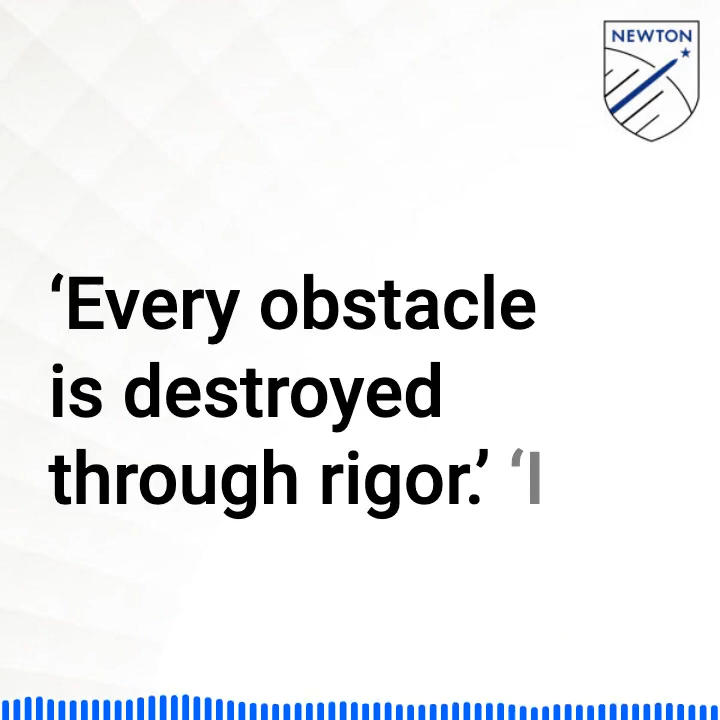 NEWTON
‘Every obstacle
is destroyed
through rigor.’ ‘I